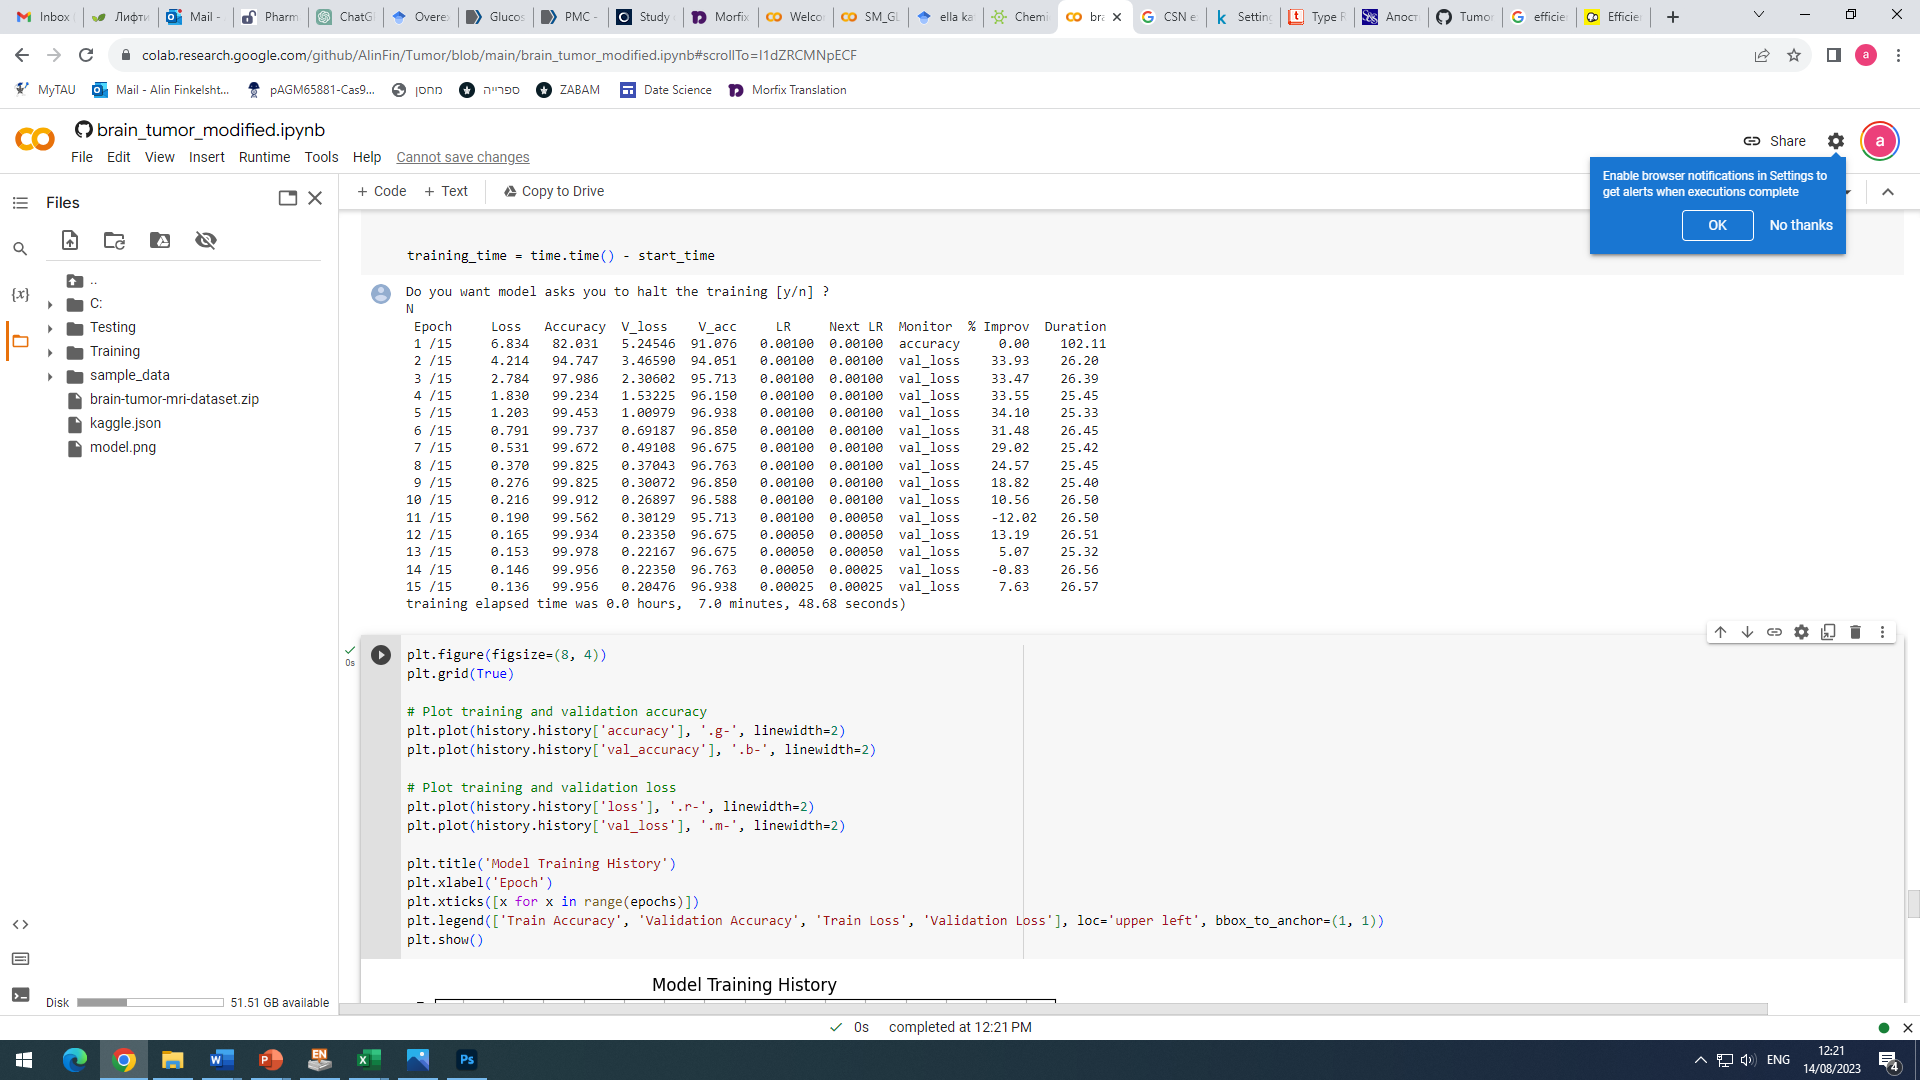 Inbox
Лифти
Mail -
Pharm
ChatG
Overex
Glucos
PMC -
Study
Morfix
Welco
SM_GL
ella ka
Chemi
bra
CSN e
Setting
Type R
Апост
Tumor
efficie
Efficier
colab.research.google.com/github/AlinFin/Tumor/blob/main/brain_tumor_modified.ipynb#scrollTo=I1dZRCMNpECF
a
MyTAU
Mail - Alin Finkelsht...
pAGM65881-Cas9...
מחסן
ספרייה
ZABAM
Date Science
Morfix Translation
brain_tumor_modified.ipynb
File Edit View Insert Runtime Tools Help Cannot save changes
Share
a
Enable browser notifications in Settings to
get alerts when executions complete
OK No thanks
Files
+ Code + Text Copy to Drive
..
C:
Testing
Training
sample_data
brain-tumor-mri-dataset.zip
kaggle.json
model.png
{x}
training_time = time.time() - start_time
Do you want model asks you to halt the training [y/n] ?
N
Epoch Loss Accuracy V_loss V_acc LR Next LR Monitor % Improv Duration
1 /15 6.834 82.031 5.24546 91.076 0.00100 0.00100 accuracy 0.00 102.11
2 /15 4.214 94.747 3.46590 94.051 0.00100 0.00100 val_loss 33.93 26.20
3 /15 2.784 97.986 2.30602 95.713 0.00100 0.00100 val_loss 33.47 26.39
4 /15 1.830 99.234 1.53225 96.150 0.00100 0.00100 val_loss 33.55 25.45
5 /15 1.203 99.453 1.00979 96.938 0.00100 0.00100 val_loss 34.10 25.33
6 /15 0.791 99.737 0.69187 96.850 0.00100 0.00100 val_loss 31.48 26.45
7 /15 0.531 99.672 0.49108 96.675 0.00100 0.00100 val_loss 29.02 25.42
8 /15 0.370 99.825 0.37043 96.763 0.00100 0.00100 val_loss 24.57 25.45
9 /15 0.276 99.825 0.30072 96.850 0.00100 0.00100 val_loss 18.82 25.40
10 /15 0.216 99.912 0.26897 96.588 0.00100 0.00100 val_loss 10.56 26.50
11 /15 0.190 99.562 0.30129 95.713 0.00100 0.00050 val_loss -12.02 26.50
12 /15 0.165 99.934 0.23350 96.675 0.00050 0.00050 val_loss 13.19 26.51
13 /15 0.153 99.978 0.22167 96.675 0.00050 0.00050 val_loss 5.07 25.32
14 /15 0.146 99.956 0.22350 96.763 0.00050 0.00025 val_loss -0.83 26.56
15 /15 0.136 99.956 0.20476 96.938 0.00025 0.00025 val_loss 7.63 26.57
training elapsed time was 0.0 hours, 7.0 minutes, 48.68 seconds)
0s
plt.figure(figsize=(8, 4))
plt.grid(True)
# Plot training and validation accuracy
plt.plot(history.history['accuracy'], '.g-', linewidth=2)
plt.plot(history.history['val_accuracy'], '.b-', linewidth=2)
# Plot training and validation loss
plt.plot(history.history['loss'], '.r-', linewidth=2)
plt.plot(history.history['val_loss'], '.m-', linewidth=2)
plt.title('Model Training History')
plt.xlabel('Epoch')
plt.xticks([x for x in range(epochs)])
plt.legend(['Train Accuracy', 'Validation Accuracy', 'Train Loss', 'Validation Loss'], loc='upper left', bbox_to_anchor=(1, 1))
plt.show()
Model Training History
Disk 51.51 GB available
0s completed at 12:21 PM
ENG
12:21
14/08/2023
4